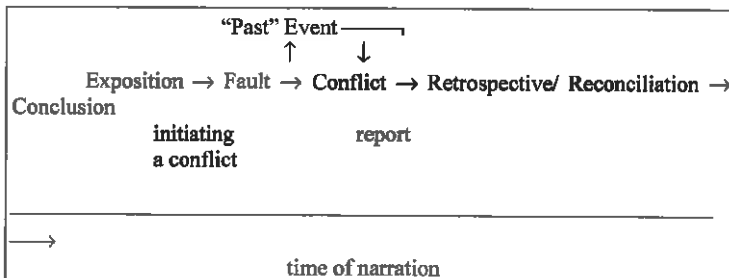 “Past” Event
↑ ↓
Exposition → Fault → Conflict → Retrospective/ Reconciliation →
Conclusion
initiating report
a conflict
→
time of narration